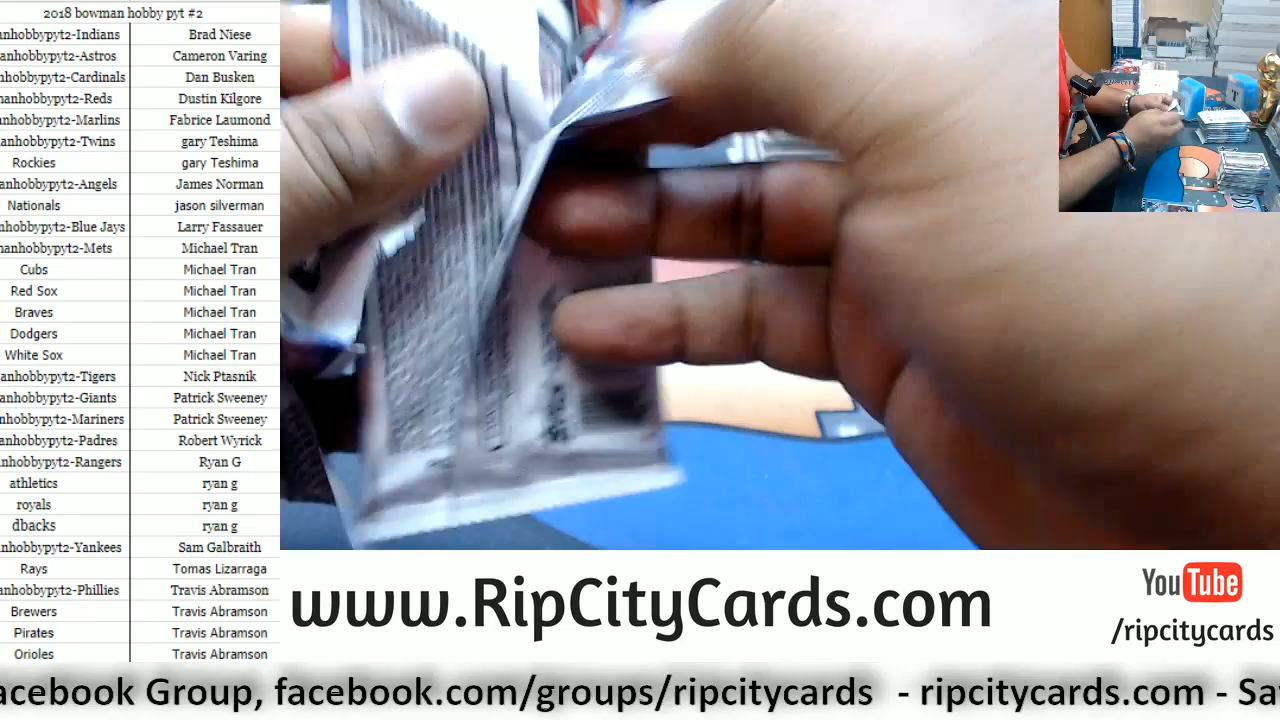 2018 bowman hobby pyt #2
anhobbypyt2-Indians Brad Niese
anhobbypyt2-Astros Cameron Varing
nhobbypyt2-Cardinals Dan Busken
nanhobbypyt2-Reds Dustin Kilgore
nanhobbypyt2-Marlins Fabrice Laumond
anhobbypyt2-Twins gary Teshima
Rockies gary Teshima
anhobbypyt2-Angels James Norman
Nationals jason silverman
nhobbypyt2-Blue Jays Larry Fassauer
nanhobbypyt2-Mets Michael Tran
Cubs Michael Tran
Red Sox Michael Tran
Braves Michael Tran
Dodgers Michael Tran
White Sox Michael Tran
anhobbypyt2-Tigers Nick Ptasnik
anhobbypyt2-Giants Patrick Sweeney
anhobbypyt2-Mariners Patrick Sweeney
anhobbypyt2-Padres Robert Wyrick
nhobbypyt2-Rangers Ryan G
athletics ryan g
royals ryan g
dbacks ryan g
nhobbypyt2-Yankees Sam Galbraith
Rays Tomas Lizarraga
anhobbypyt2-Phillies Travis Abramson
Brewers Travis Abramson
Pirates Travis Abramson
Orioles Travis Abramson
www.RipCityCards.com
YouTube
/ripcitycards
acebook Group, facebook.com/groups/ripcitycards - ripcitycards.com - Sa